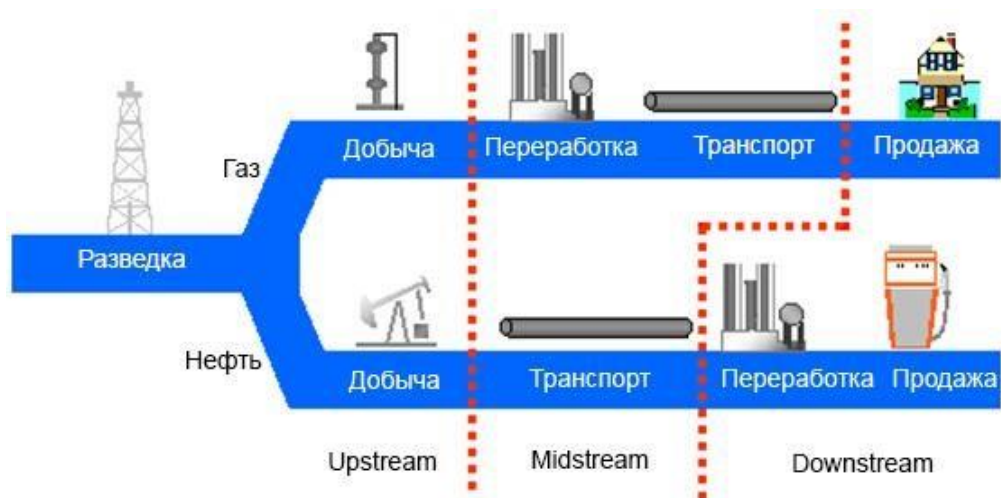 Газ
Добыча
Переработка
Транспорт
Продажа
Разведка
Нефть
Добыча
Транспорт
Переработка
Продажа
Upstream
Midstream
Downstream